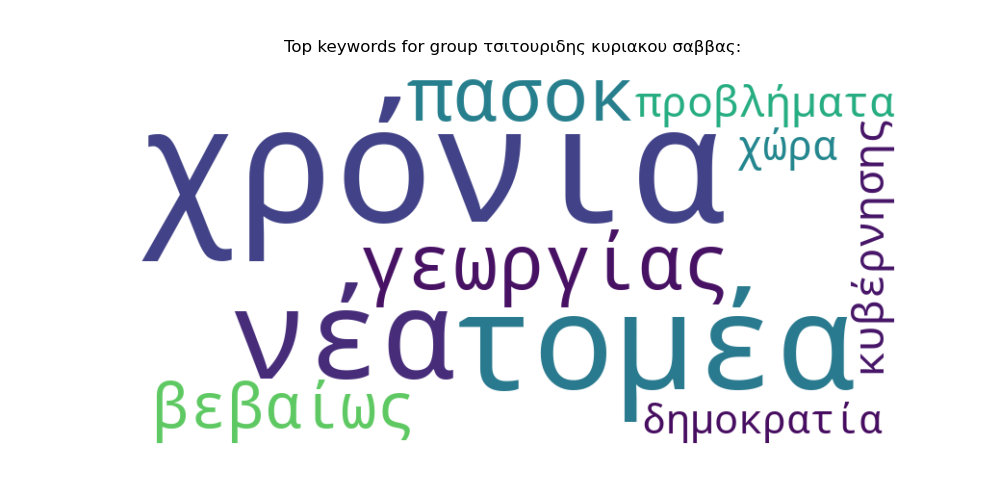 Top keywords for group τσιτουριδης κυριακου σαββας:
πασοκ
προβλήματα
χρόνια
χώρα
κυβέρνησης
γεωργίας
νέα
τομέα
βεβαίως
δημοκρατία